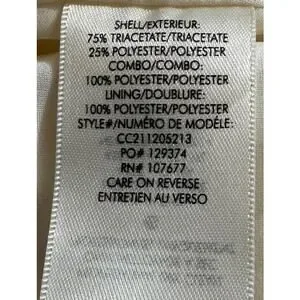 SHELL/EXTERIEUR:
75% TRIACETATE/TRIACETATE
25% POLYESTER/POLYESTER
COMBO/COMBO:
100% POLYESTER/POLYESTER
LINING/DOUBLURE:
100% POLYESTER/POLYESTER
STYLE#/NUMÉRO DE MODÈLE:
CC211205213
PO# 129374
RN# 107677
CARE ON REVERSE
ENTRETIEN AU VERSO